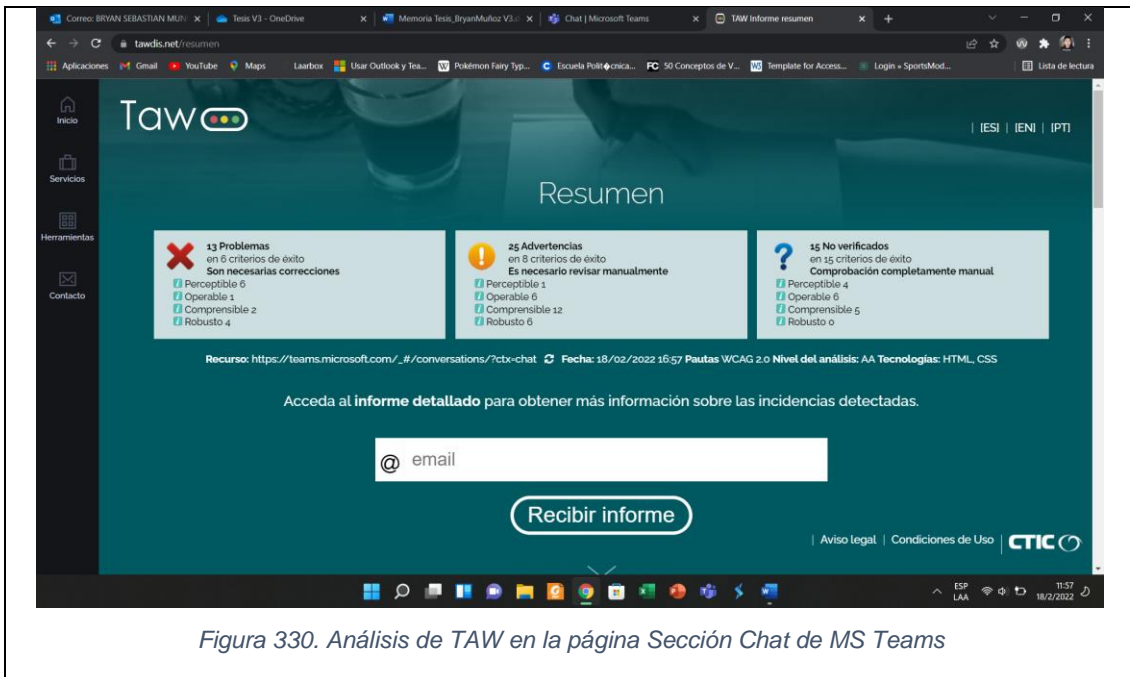 Correo: BRYAN SEBASTIAN MUN
Tesis V3 - OneDrive
Memoria Tesis_BryanMuñoz V3.c
Chat | Microsoft Teams
TAW Informe resumen
tawdis.net/resumen
Aplicaciones
Gmail
YouTube
Maps
Laarbox
Usar Outlook y Tea...
Pokémon Fairy Typ...
Escuela Polit�cnica...
50 Conceptos de V...
Template for Access...
Login « SportsMod...
Lista de lectura
Inicio
Servicios
Herramientas
Contacto
Taw
| [ES] | [EN] | [PT]
Resumen
13 Problemas
en 6 criterios de éxito
Son necesarias correcciones
Perceptible 6
Operable 1
Comprensible 2
Robusto 4
25 Advertencias
en 8 criterios de éxito
Es necesario revisar manualmente
Perceptible 1
Operable 6
Comprensible 12
Robusto 6
15 No verificados
en 15 criterios de éxito
Comprobación completamente manual
Perceptible 4
Operable 6
Comprensible 5
Robusto 0
Recurso: https://teams.microsoft.com/_#/conversations/?ctx=chat Fecha: 18/02/2022 16:57 Pautas WCAG 2.0 Nivel del análisis: AA Tecnologías: HTML, CSS
Acceda al informe detallado para obtener más información sobre las incidencias detectadas.
@ email
Recibir informe
| Aviso legal | Condiciones de Uso | CTIC
ESP
LAA
11:57
18/2/2022
Figura 330. Análisis de TAW en la página Sección Chat de MS Teams